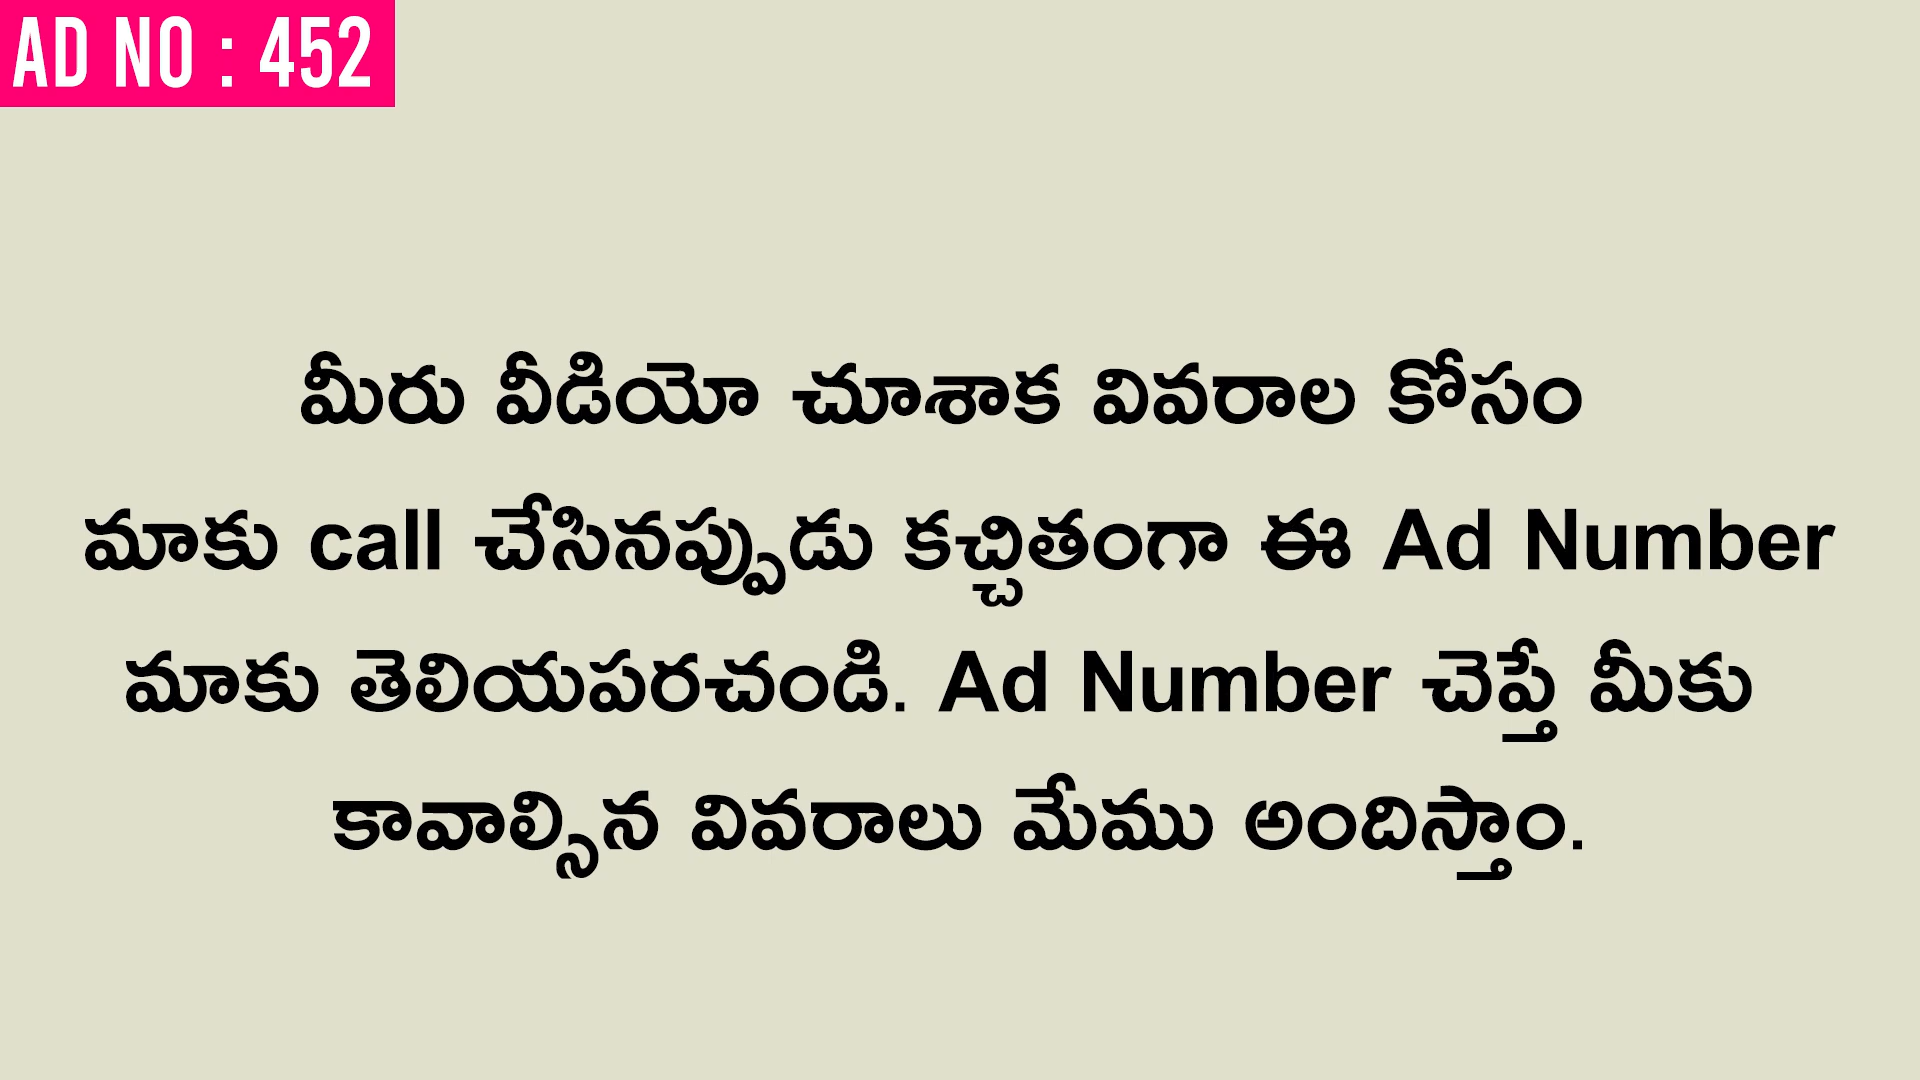 AD NO : 452
మీరు వీడియో చూశాక వివరాల కోసం
మాకు call చేసినప్పుడు కచ్చితంగా ఈ Ad Number
మాకు తెలియపరచండి. Ad Number చెప్తే మీకు
కావాల్సిన వివరాలు మేము అందిస్తాం.